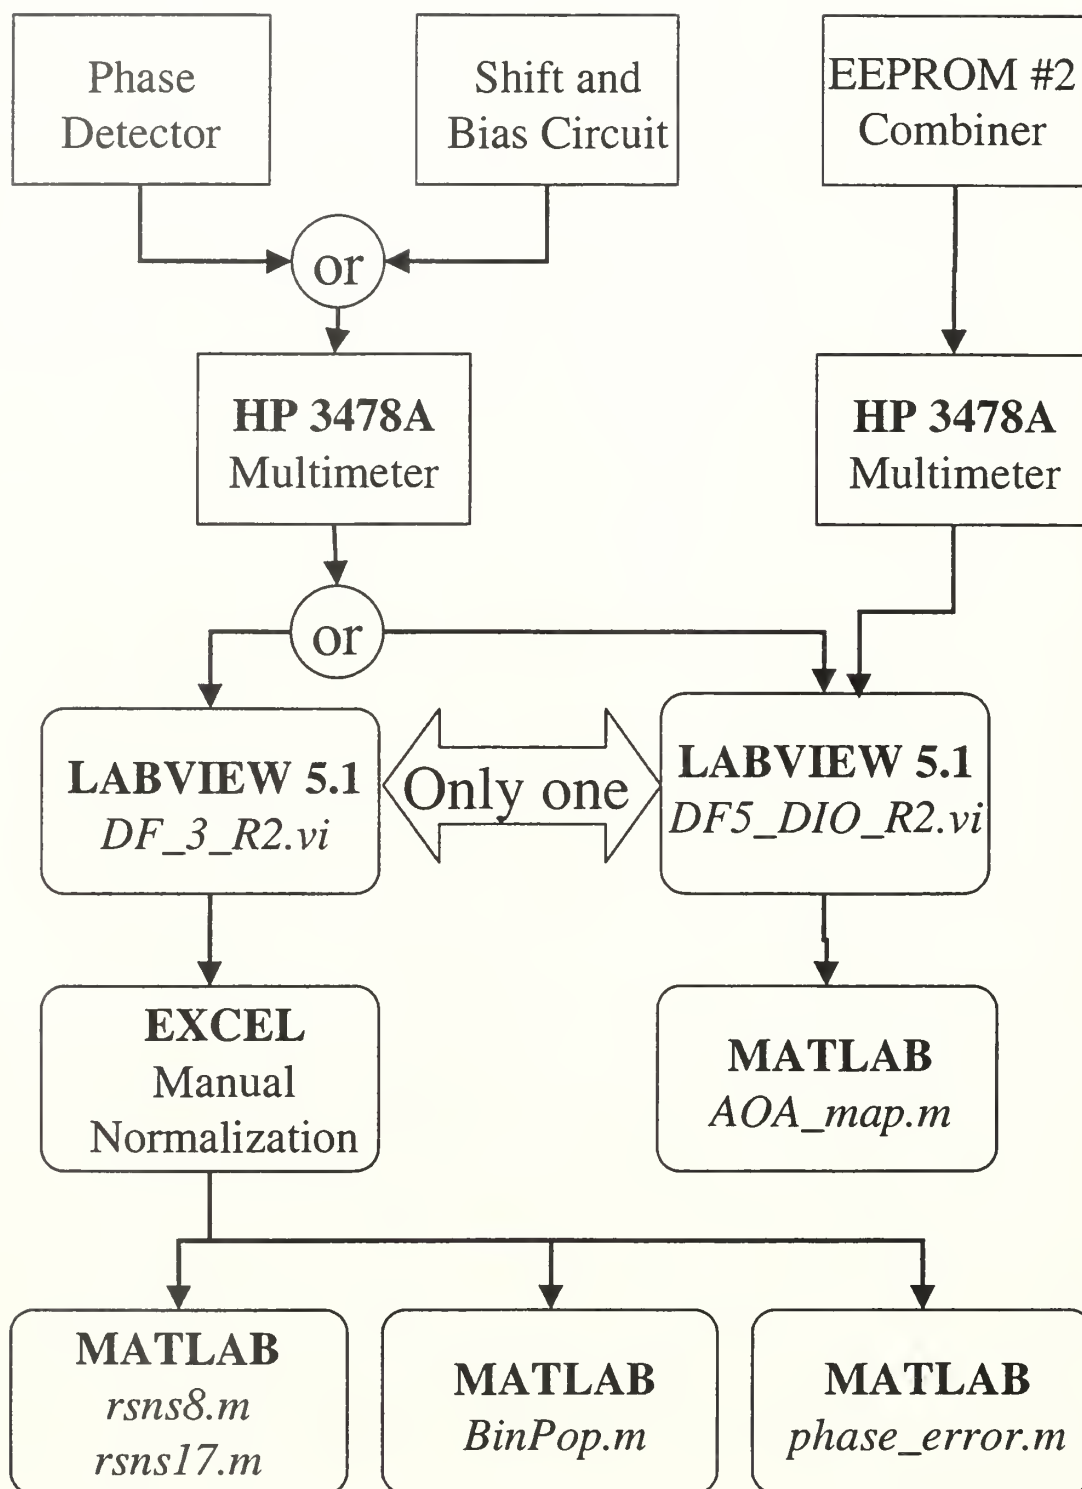 Phase
Detector
Shift and
Bias Circuit
EEPROM #2
Combiner
or
HP 3478A
Multimeter
HP 3478A
Multimeter
or
LABVIEW 5.1
DF_3_R2.vi
Only one
LABVIEW 5.1
DF5_DIO_R2.vi
EXCEL
Manual
Normalization
MATLAB
AOA_map.m
MATLAB
rsns8.m
rsns17.m
MATLAB
BinPop.m
MATLAB
phase_error.m